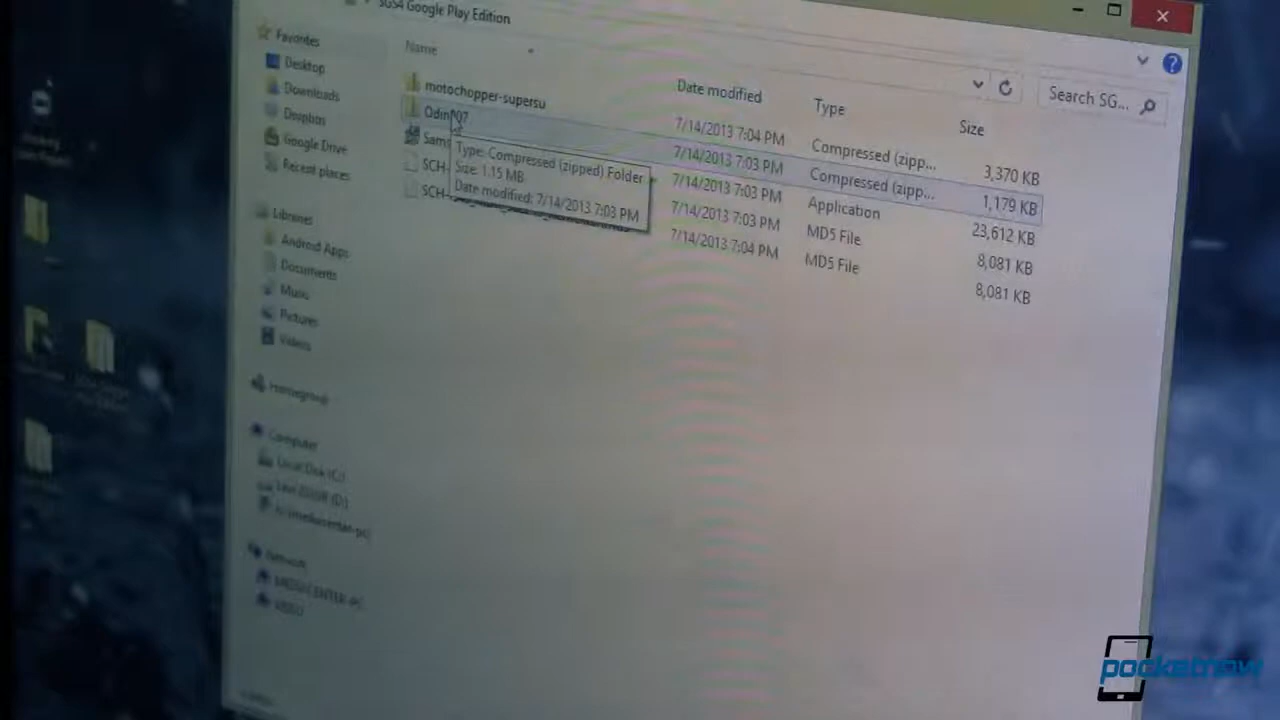 SGS4 Google Play Edition
Search SG...
Favorites
Desktop
Downloads
Dropbox
Google Drive
Recent places
Libraries
Android Apps
Documents
Music
Pictures
Videos
Homegroup
Computer
Local Disk (C:)
Network
Name
Date modified
Type
Size
motochopper-supersu
7/14/2013 7:04 PM
Compressed (zipp...
3,370 KB
Odin307
7/14/2013 7:03 PM
Compressed (zipp...
1,179 KB
Sams
7/14/2013 7:03 PM
Application
23,612 KB
SCH-
7/14/2013 7:03 PM
MD5 File
8,081 KB
SCH-
7/14/2013 7:04 PM
MD5 File
8,081 KB
Type: Compressed (zipped) Folder
Size: 1.15 MB
Date modified: 7/14/2013 7:03 PM
pocketnow